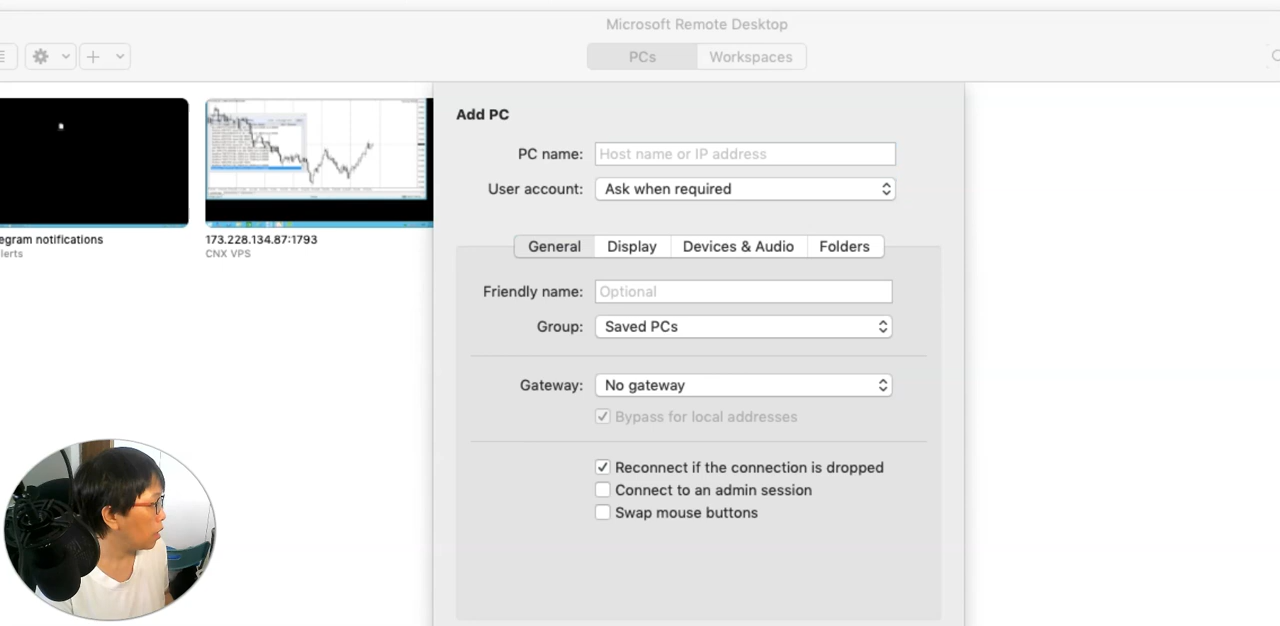 Microsoft Remote Desktop
PCs
Workspaces
Add PC
PC name: Host name or IP address
User account: Ask when required
General Display Devices & Audio Folders
Friendly name: Optional
Group: Saved PCs
Gateway: No gateway
Bypass for local addresses
Reconnect if the connection is dropped
Connect to an admin session
Swap mouse buttons
egram notifications
lerts
173.228.134.87:1793
CNX VPS